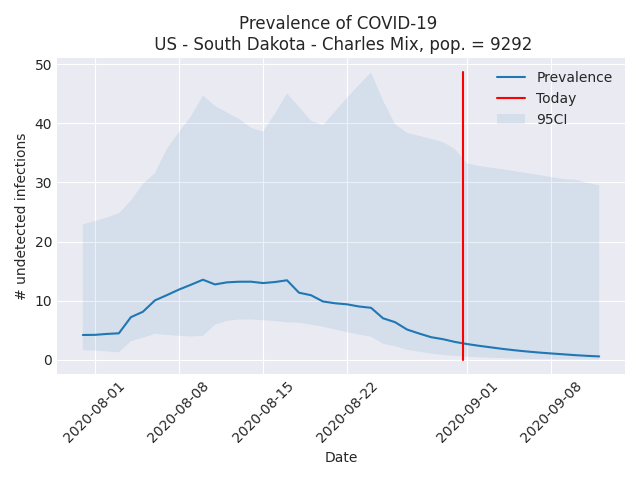 Prevalence of COVID-19
US - South Dakota - Charles Mix, pop. = 9292
Prevalence
Today
95CI
# undetected infections
50
40
30
20
10
0
2020-08-01
2020-08-08
2020-08-15
2020-08-22
2020-09-01
2020-09-08
Date